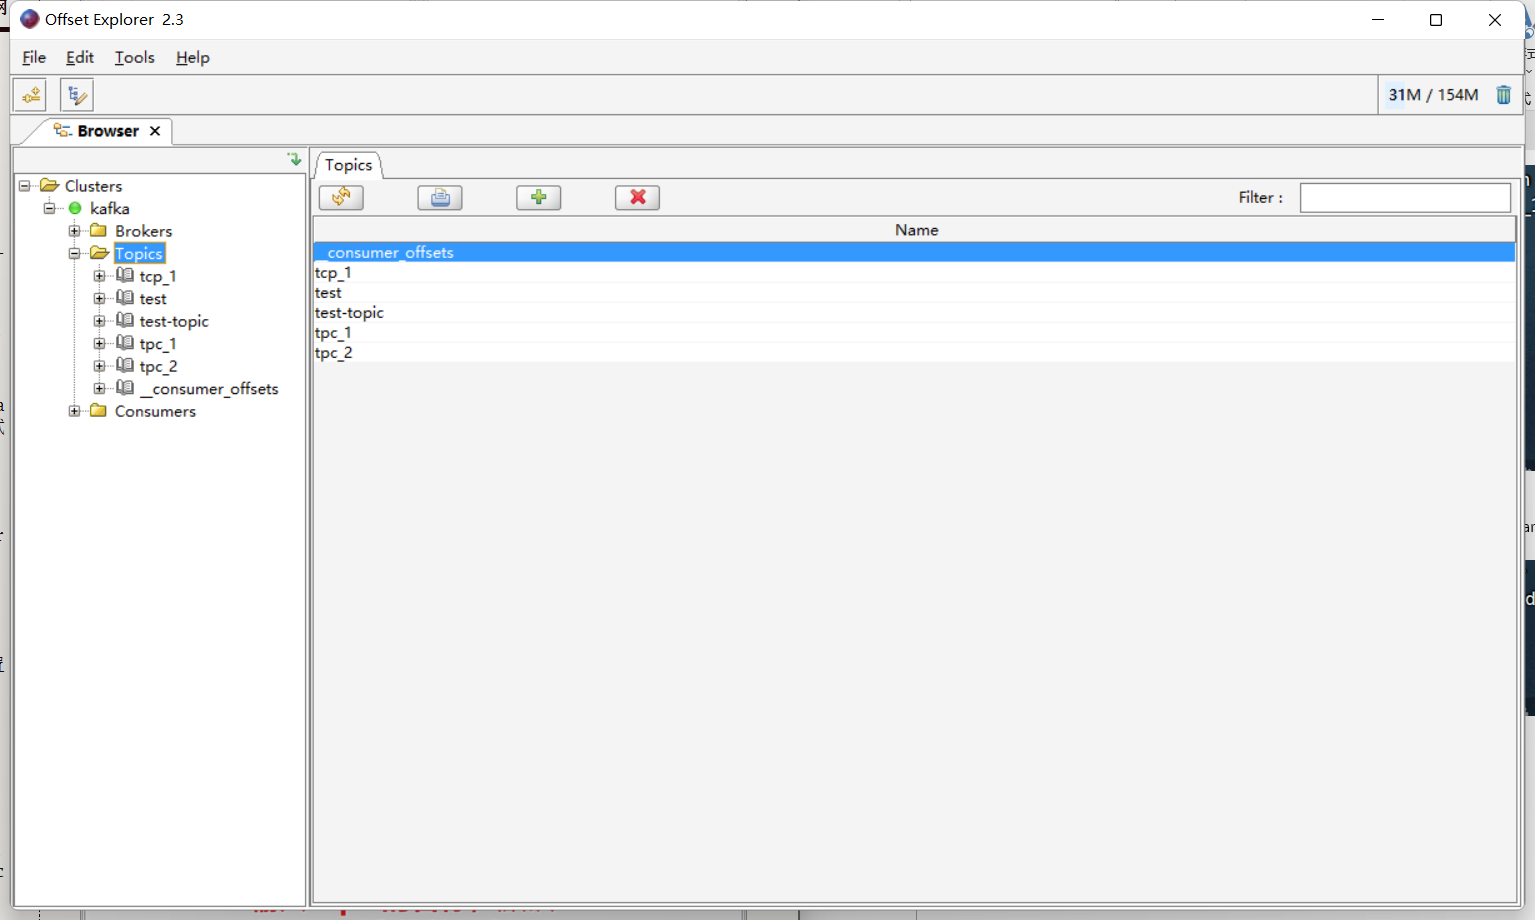 Offset Explorer 2.3
File Edit Tools Help
31M / 154M
Browser
Topics
Clusters
kafka
Brokers
Topics
tcp_1
test
test-topic
tpc_1
tpc_2
__consumer_offsets
Consumers
Filter :
Name
__consumer_offsets
tcp_1
test
test-topic
tpc_1
tpc_2